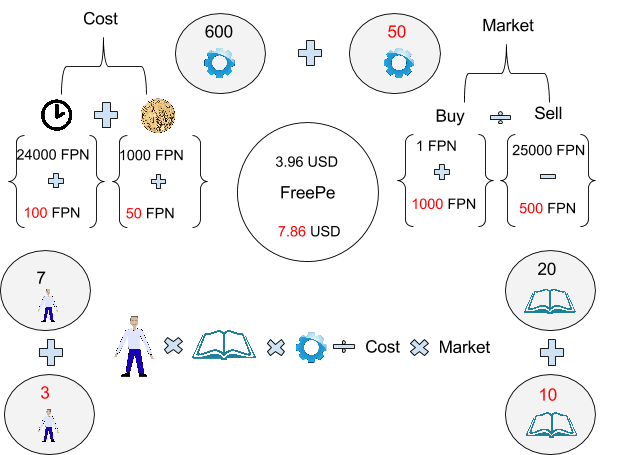 Cost
600
50
Market
Buy
Sell
24000 FPN
100 FPN
1000 FPN
50 FPN
3.96 USD
FreePe
7.86 USD
1 FPN
1000 FPN
25000 FPN
500 FPN
7
20
Cost
Market
3
10